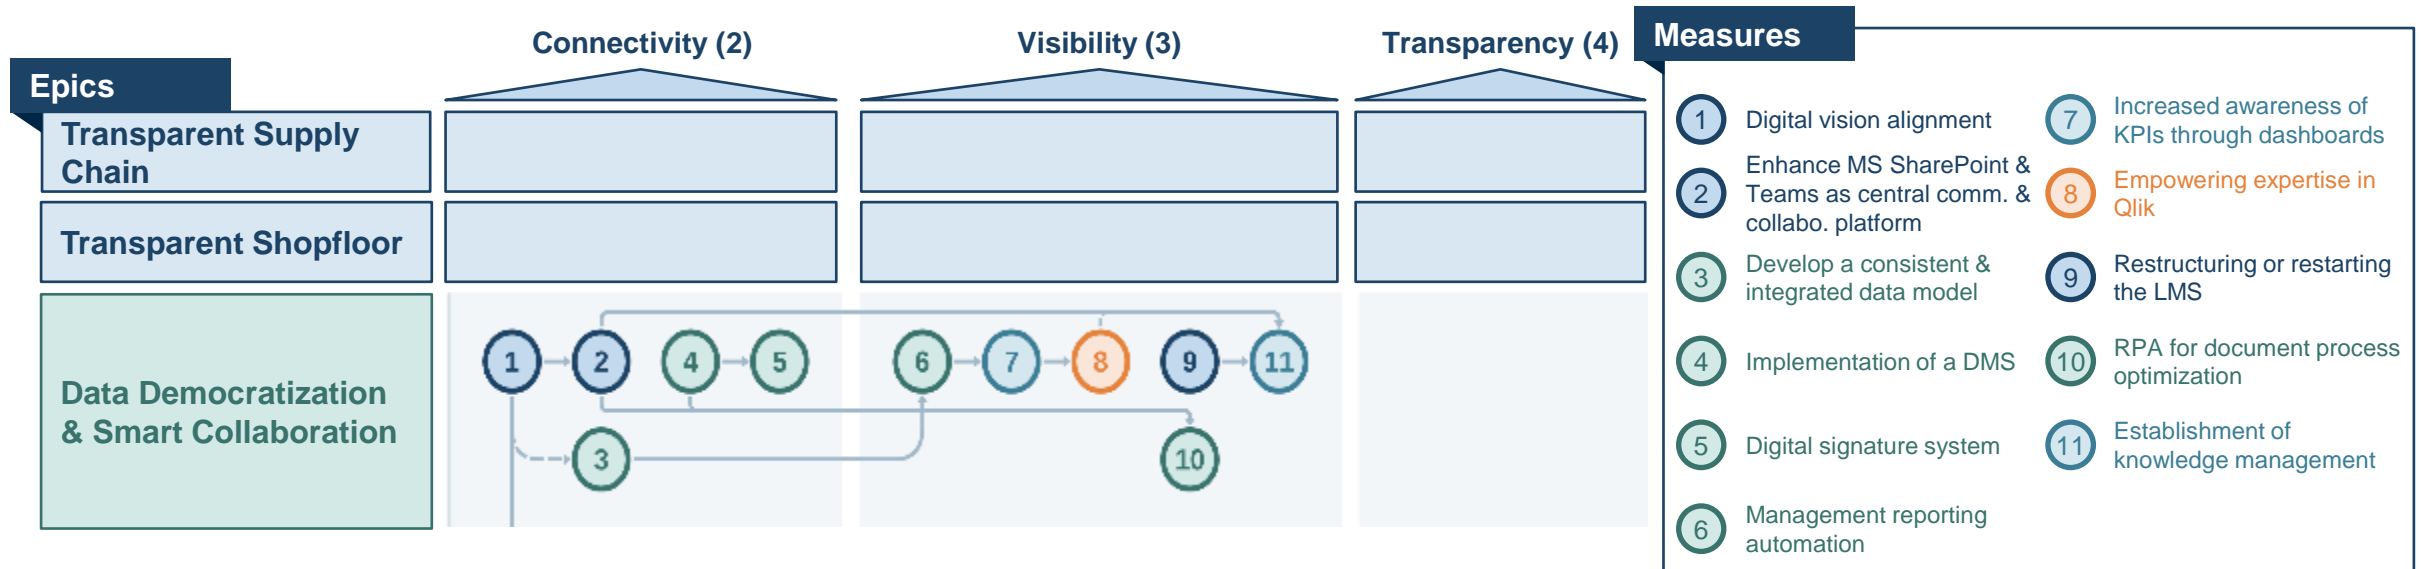 Connectivity (2)
Visibility (3)
Transparency (4)
Measures
Epics
Transparent Supply
Chain
Transparent Shopfloor
Data Democratization
& Smart Collaboration
1
2
4
5
6
7
8
9
11
3
10
1
Digital vision alignment
2
Enhance MS SharePoint &
Teams as central comm. &
collabo. platform
3
Develop a consistent &
integrated data model
4
Implementation of a DMS
5
Digital signature system
6
Management reporting
automation
7
Increased awareness of
KPIs through dashboards
8
Empowering expertise in
Qlik
9
Restructuring or restarting
the LMS
10
RPA for document process
optimization
11
Establishment of
knowledge management